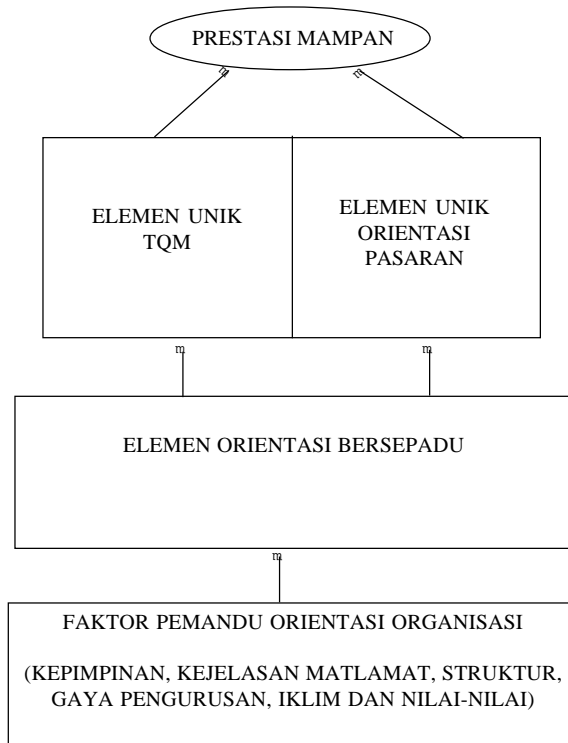 PRESTASI MAMPAN
m
m
ELEMEN UNIK
TQM
ELEMEN UNIK
ORIENTASI
PASARAN
m
m
ELEMEN ORIENTASI BERSEPADU
m
FAKTOR PEMANDU ORIENTASI ORGANISASI
(KEPIMPINAN, KEJELASAN MATLAMAT, STRUKTUR,
GAYA PENGURUSAN, IKLIM DAN NILAI-NILAI)